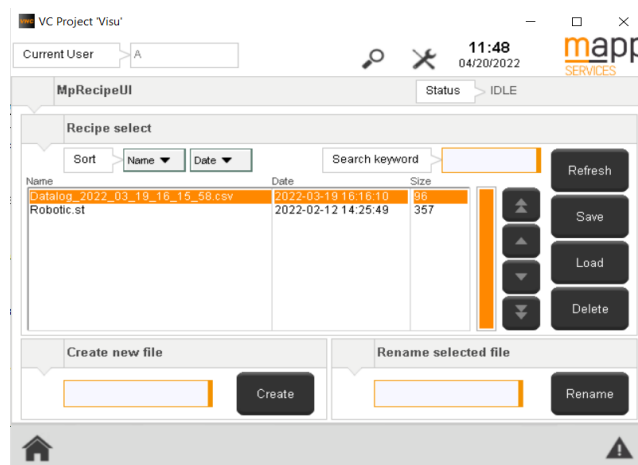 VC Project 'Visu'
Current User A
11:48
04/20/2022
mapp
SERVICES
MpRecipeUI
Status IDLE
Recipe select
Sort Name Date Search keyword
Refresh
Name Date Size
Datalog_2022_03_19_16_15_58.csv 2022-03-19 16:16:10 96
Robotic.st 2022-02-12 14:25:49 357
Save
Load
Delete
Create new file
Rename selected file
Create
Rename